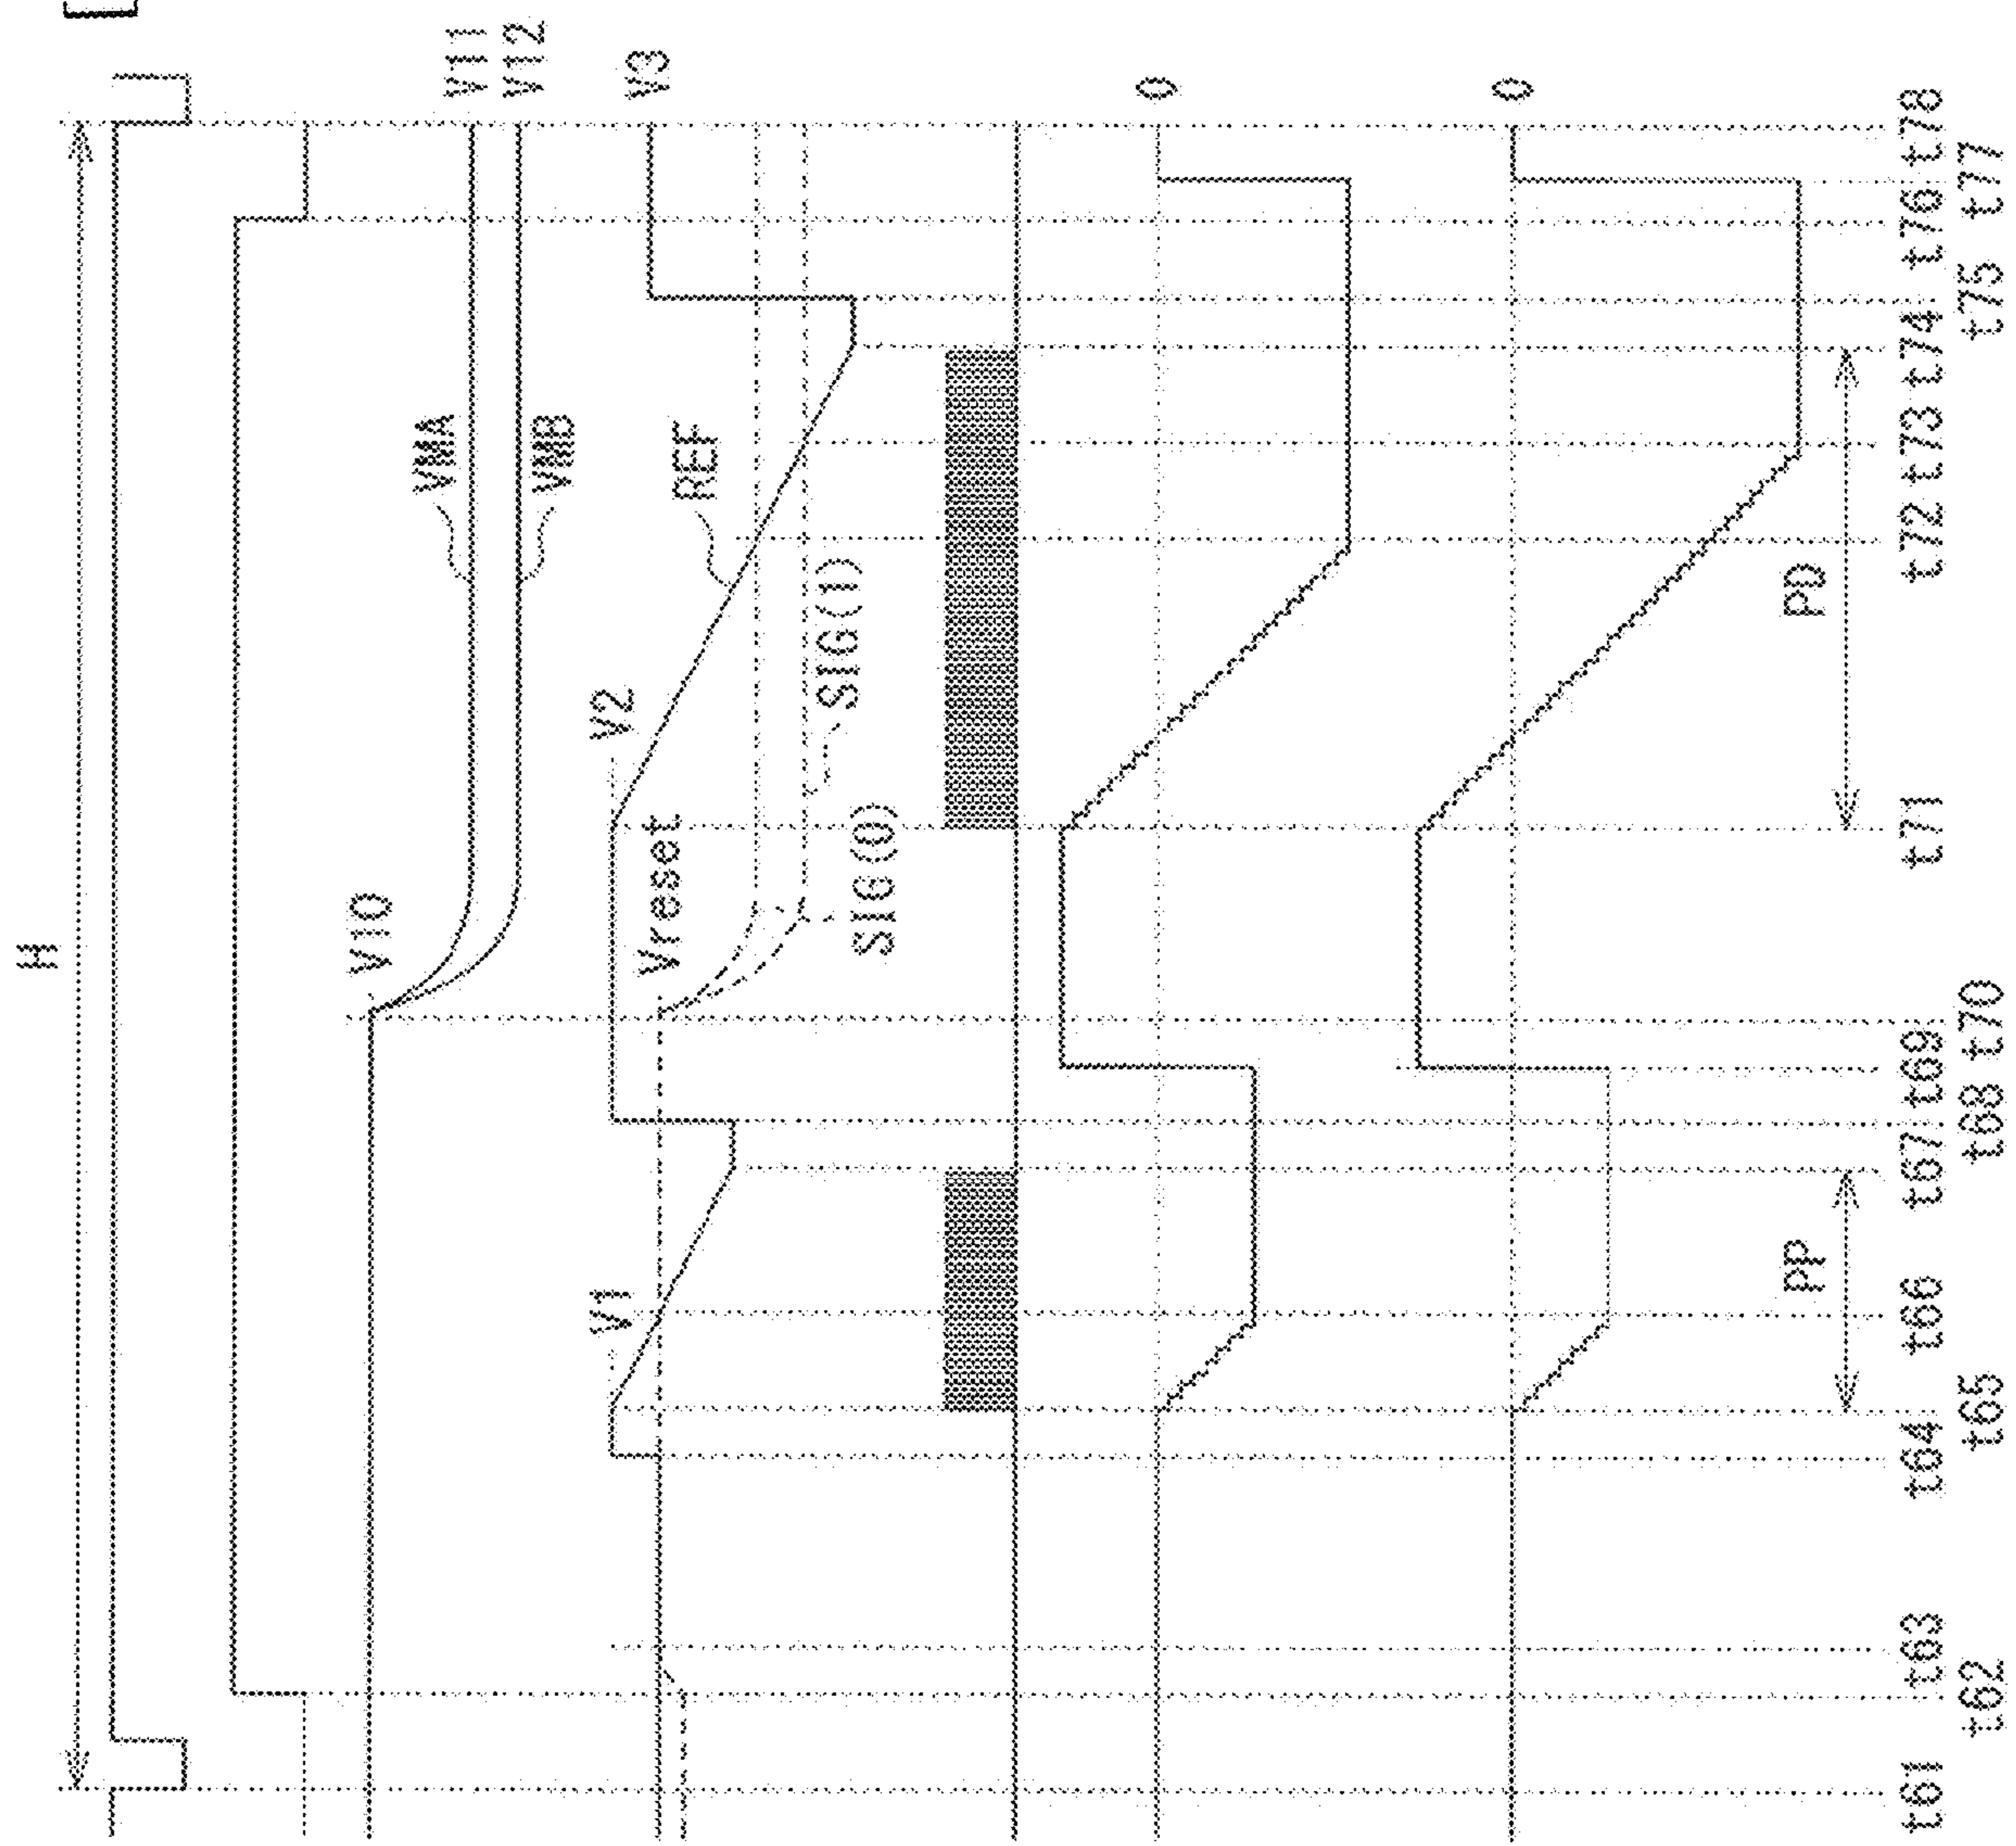 H
V10
V11
V12
VMA
VMB
V1
V2
V3
Vreset
REF
SIG(0)
SIG(1)
0
0
PP
PD
t61 t63 t64 t66 t67 t69 t71 t72 t73 t74 t76 t78
t62 t65 t68 t70 t75 t77